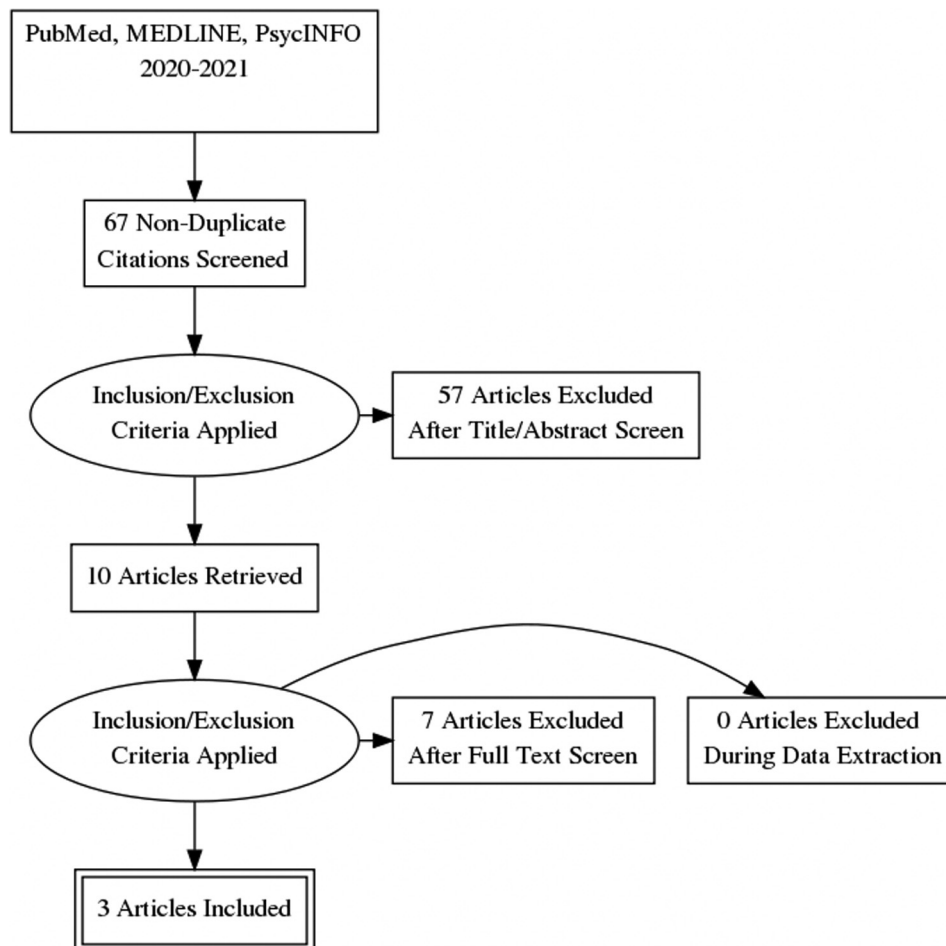 PubMed, MEDLINE, PsycINFO
2020-2021
67 Non-Duplicate
Citations Screened
Inclusion/Exclusion
Criteria Applied
57 Articles Excluded
After Title/Abstract Screen
10 Articles Retrieved
Inclusion/Exclusion
Criteria Applied
7 Articles Excluded
After Full Text Screen
0 Articles Excluded
During Data Extraction
3 Articles Included